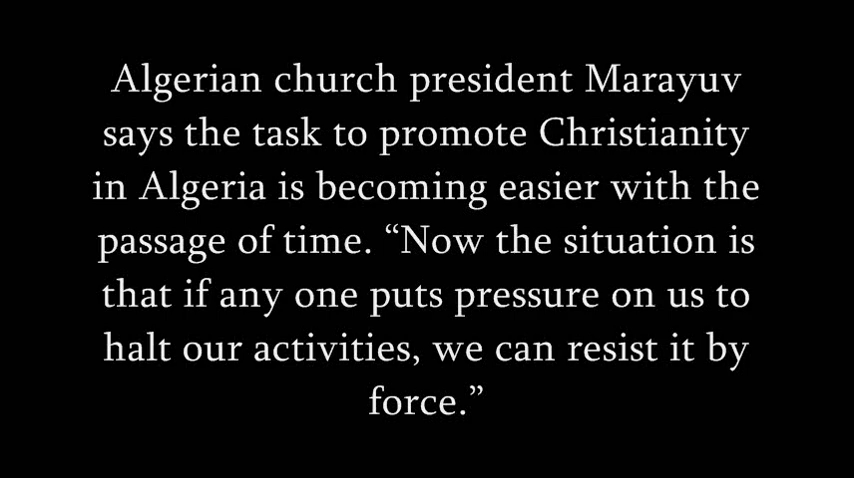 Algerian church president Marayuv
says the task to promote Christianity
in Algeria is becoming easier with the
passage of time. “Now the situation is
that if any one puts pressure on us to
halt our activities, we can resist it by
force.”